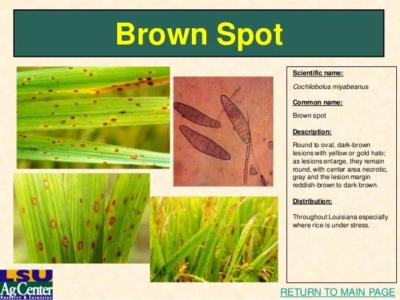 Brown Spot
Scientific name:
Cochliobolus miyabeanus
Common name:
Brown spot
Description:
Round to oval, dark-brown
lesions with yellow or gold halo;
as lesions enlarge, they remain
round, with center area necrotic,
gray and the lesion margin
reddish-brown to dark brown.
Distribution:
Throughout Louisiana especially
where rice is under stress.
LSU
AgCenter
Research & Extension
RETURN TO MAIN PAGE